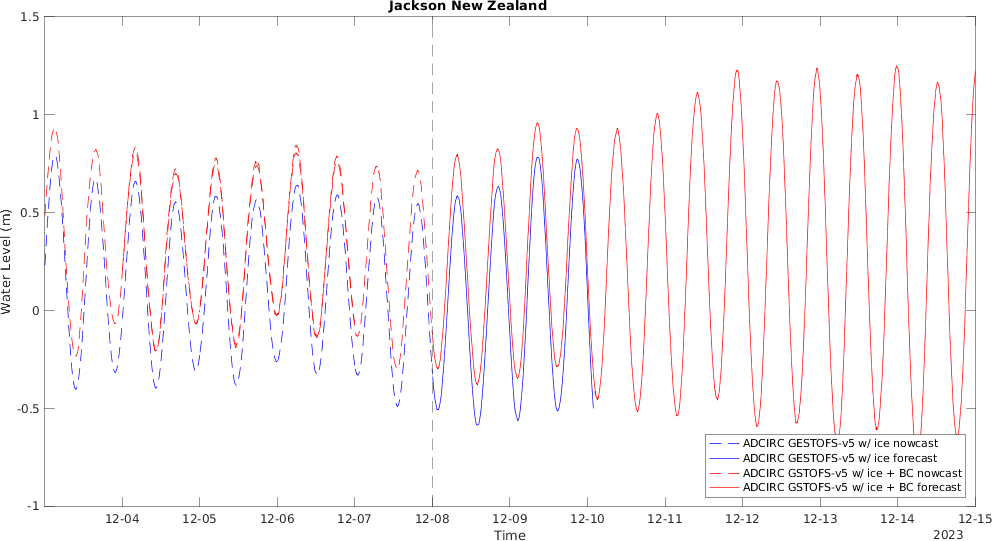 Jackson New Zealand
1.5
1
0.5
0
-0.5
-1
Water Level (m)
ADCIRC GESTOFS-v5 w/ ice nowcast
ADCIRC GESTOFS-v5 w/ ice forecast
ADCIRC GSTOFS-v5 w/ ice + BC nowcast
ADCIRC GSTOFS-v5 w/ ice + BC forecast
12-04 12-05 12-06 12-07 12-08 12-09 12-10 12-11 12-12 12-13 12-14 12-15
Time
2023